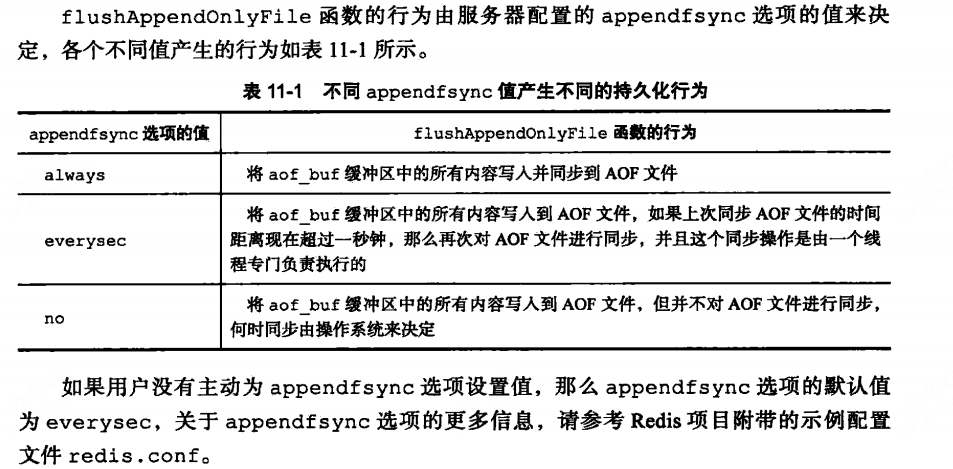 flushAppendOnlyFile 函数的行为由服务器配置的 appendfsync 选项的值来决
定，各个不同值产生的行为如表 11-1 所示。
表 11-1 不同 appendfsync 值产生不同的持久化行为
appendfsync 选项的值 flushAppendOnlyFile 函数的行为
always 将 aof_buf 缓冲区中的所有内容写入并同步到 AOF 文件
将 aof_buf 缓冲区中的所有内容写入到 AOF 文件，如果上次同步 AOF 文件的时间
everysec 距离现在超过一秒钟，那么再次对 AOF 文件进行同步，并且这个同步操作是由一个线
程专门负责执行的
no 将 aof_buf 缓冲区中的所有内容写入到 AOF 文件，但并不对 AOF 文件进行同步，
何时同步由操作系统来决定
如果用户没有主动为 appendfsync 选项设置值，那么 appendfsync 选项的默认值
为 everysec，关于 appendfsync 选项的更多信息，请参考 Redis 项目附带的示例配置
文件 redis.conf。